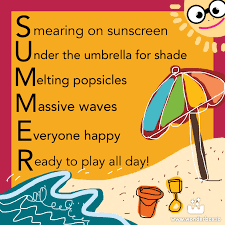 Smearing on sunscreen
Under the umbrella for shade
Melting popsicles
Massive waves
Everyone happy
Ready to play all day!